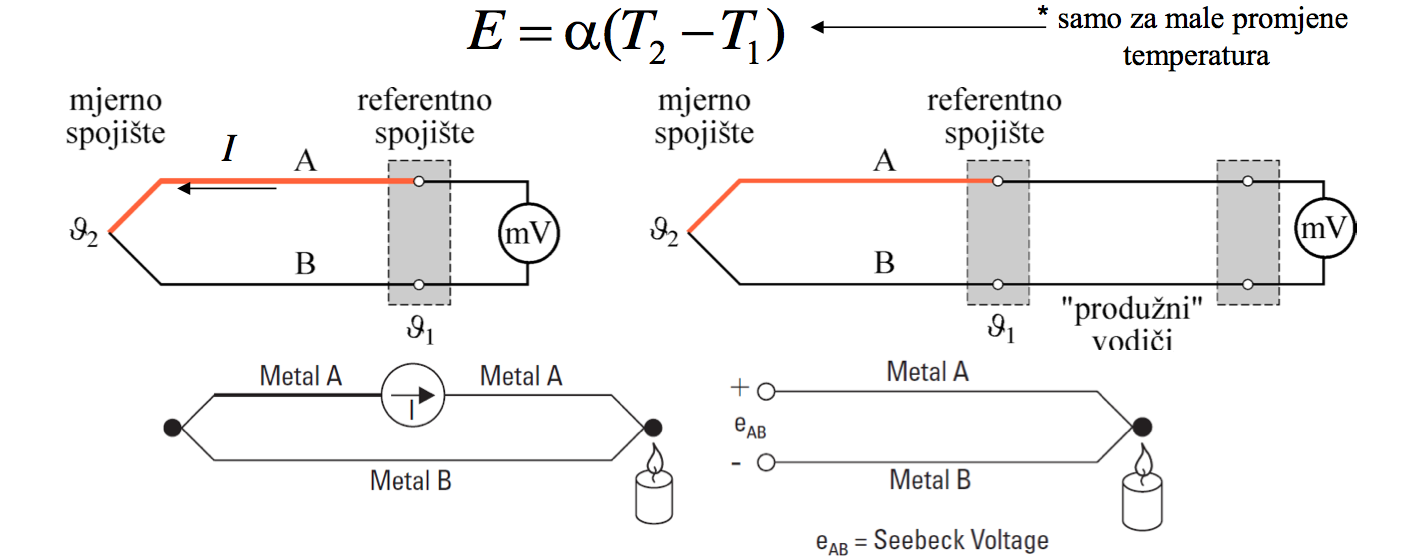 E = α(T₂ – T₁)
* samo za male promjene
temperatura
mjerno
spojište
referentno
spojište
I
A
ϑ₂
mV
B
ϑ₁
mjerno
spojište
referentno
spojište
A
ϑ₂
mV
B
ϑ₁
"produžni"
vodiči
Metal A
Metal A
I
Metal B
Metal A
+
eAB
-
Metal B
eAB = Seebeck Voltage